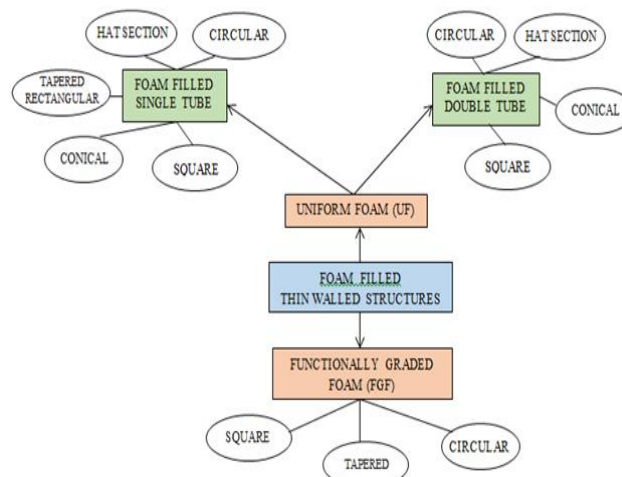 HAT SECTION
CIRCULAR
FOAM FILLED
SINGLE TUBE
TAPERED
RECTANGULAR
CONICAL
SQUARE
CIRCULAR
HAT SECTION
FOAM FILLED
DOUBLE TUBE
CONICAL
SQUARE
UNIFORM FOAM (UF)
FOAM FILLED
THIN WALLED STRUCTURES
FUNCTIONALLY GRADED
FOAM (FGF)
SQUARE
TAPERED
CIRCULAR